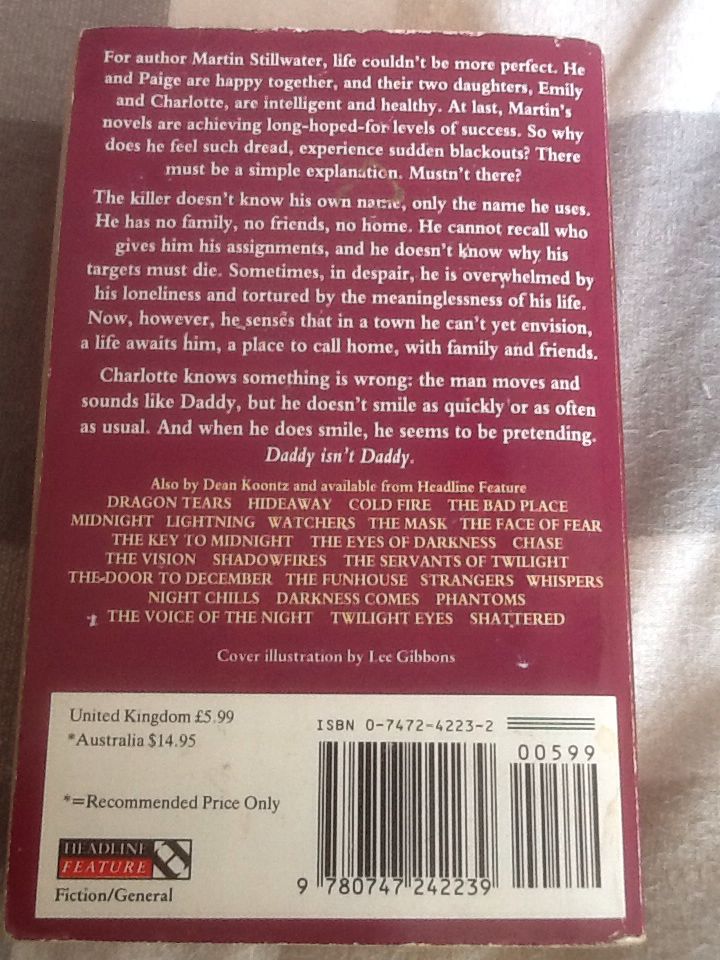 For author Martin Stillwater, life couldn't be more perfect. He
and Paige are happy together, and their two daughters, Emily
and Charlotte, are intelligent and healthy. At last, Martin's
novels are achieving long-hoped-for levels of success. So why
does he feel such dread, experience sudden blackouts? There
must be a simple explanation. Mustn't there?
The killer doesn't know his own name, only the name he uses.
He has no family, no friends, no home. He cannot recall who
gives him his assignments, and he doesn't know why his
targets must die. Sometimes, in despair, he is overwhelmed by
his loneliness and tortured by the meaninglessness of his life.
Now, however, he senses that in a town he can't yet envision,
a life awaits him, a place to call home, with family and friends.
Charlotte knows something is wrong: the man moves and
sounds like Daddy, but he doesn't smile as quickly or as often
as usual. And when he does smile, he seems to be pretending.
Daddy isn't Daddy.
Also by Dean Koontz and available from Headline Feature
DRAGON TEARS HIDEAWAY COLD FIRE THE BAD PLACE
MIDNIGHT LIGHTNING WATCHERS THE MASK THE FACE OF FEAR
THE KEY TO MIDNIGHT THE EYES OF DARKNESS CHASE
THE VISION SHADOWFIRES THE SERVANTS OF TWILIGHT
THE DOOR TO DECEMBER THE FUNHOUSE STRANGERS WHISPERS
NIGHT CHILLS DARKNESS COMES PHANTOMS
THE VOICE OF THE NIGHT TWILIGHT EYES SHATTERED
Cover illustration by Lee Gibbons
United Kingdom £5.99
*Australia $14.95
*=Recommended Price Only
HEADLINE
FEATURE
Fiction/General
ISBN 0-7472-4223-2
00599
9 780747 242239